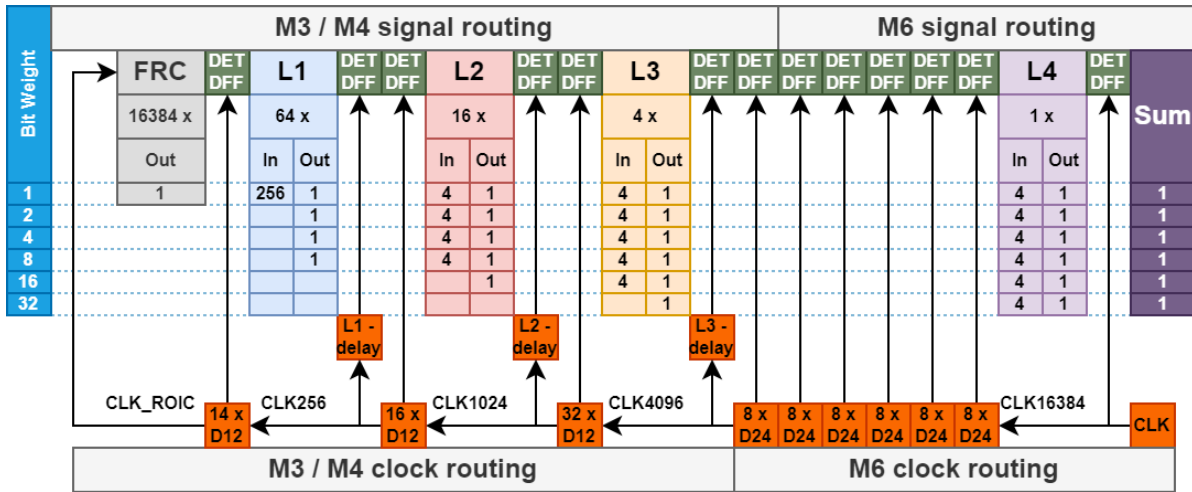 M3 / M4 signal routing
M6 signal routing
Bit Weight
FRC
DET
DFF
L1
DET
DFF
DET
DFF
L2
DET
DFF
DET
DFF
L3
DET
DFF
DET
DFF
DET
DFF
DET
DFF
DET
DFF
DET
DFF
DET
DFF
L4
DET
DFF
Sum
16384 x
64 x
16 x
4 x
1 x
Out
In Out
In Out
In Out
In Out
1 1 256 1 4 1 4 1 4 1 1
2 1 4 1 4 1 4 1 1
4 1 4 1 4 1 4 1 1
8 1 4 1 4 1 4 1 1
16 1 4 1 4 1 1
32 1 4 1 1
L1 -
delay
L2 -
delay
L3 -
delay
CLK_ROIC
14 x
D12
CLK256
16 x
D12
CLK1024
32 x
D12
CLK4096
8 x
D24
8 x
D24
8 x
D24
8 x
D24
8 x
D24
8 x
D24
CLK16384
CLK
M3 / M4 clock routing
M6 clock routing